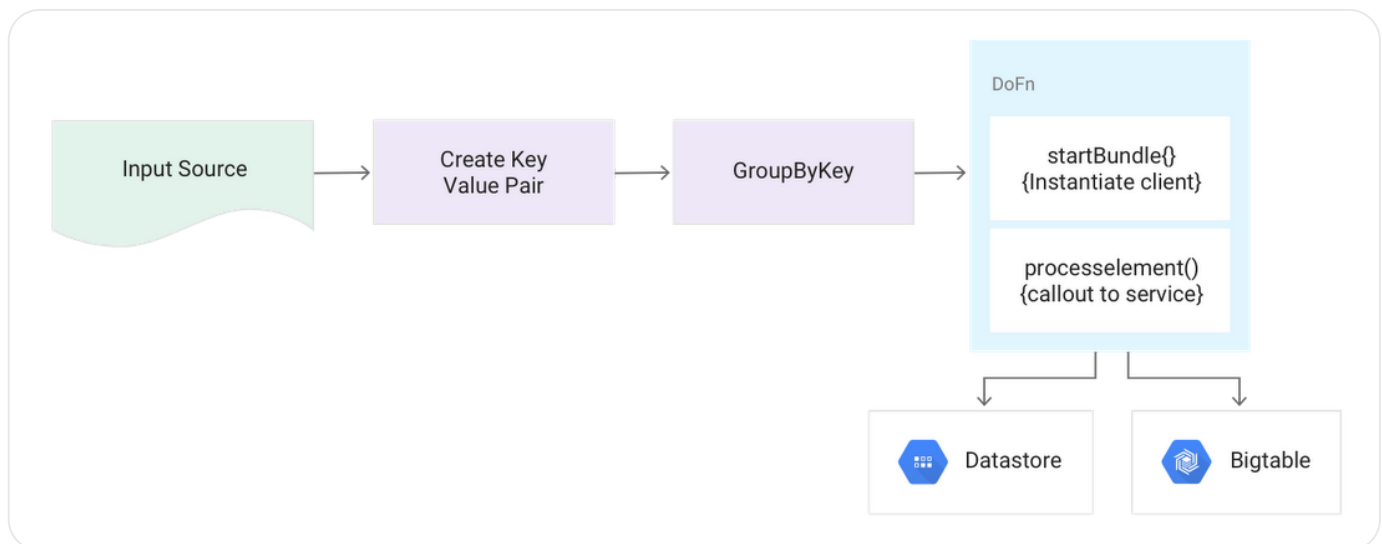 Input Source
Create Key
Value Pair
GroupByKey
DoFn
startBundle{}
{Instantiate client}
processelement()
{callout to service}
Datastore
Bigtable